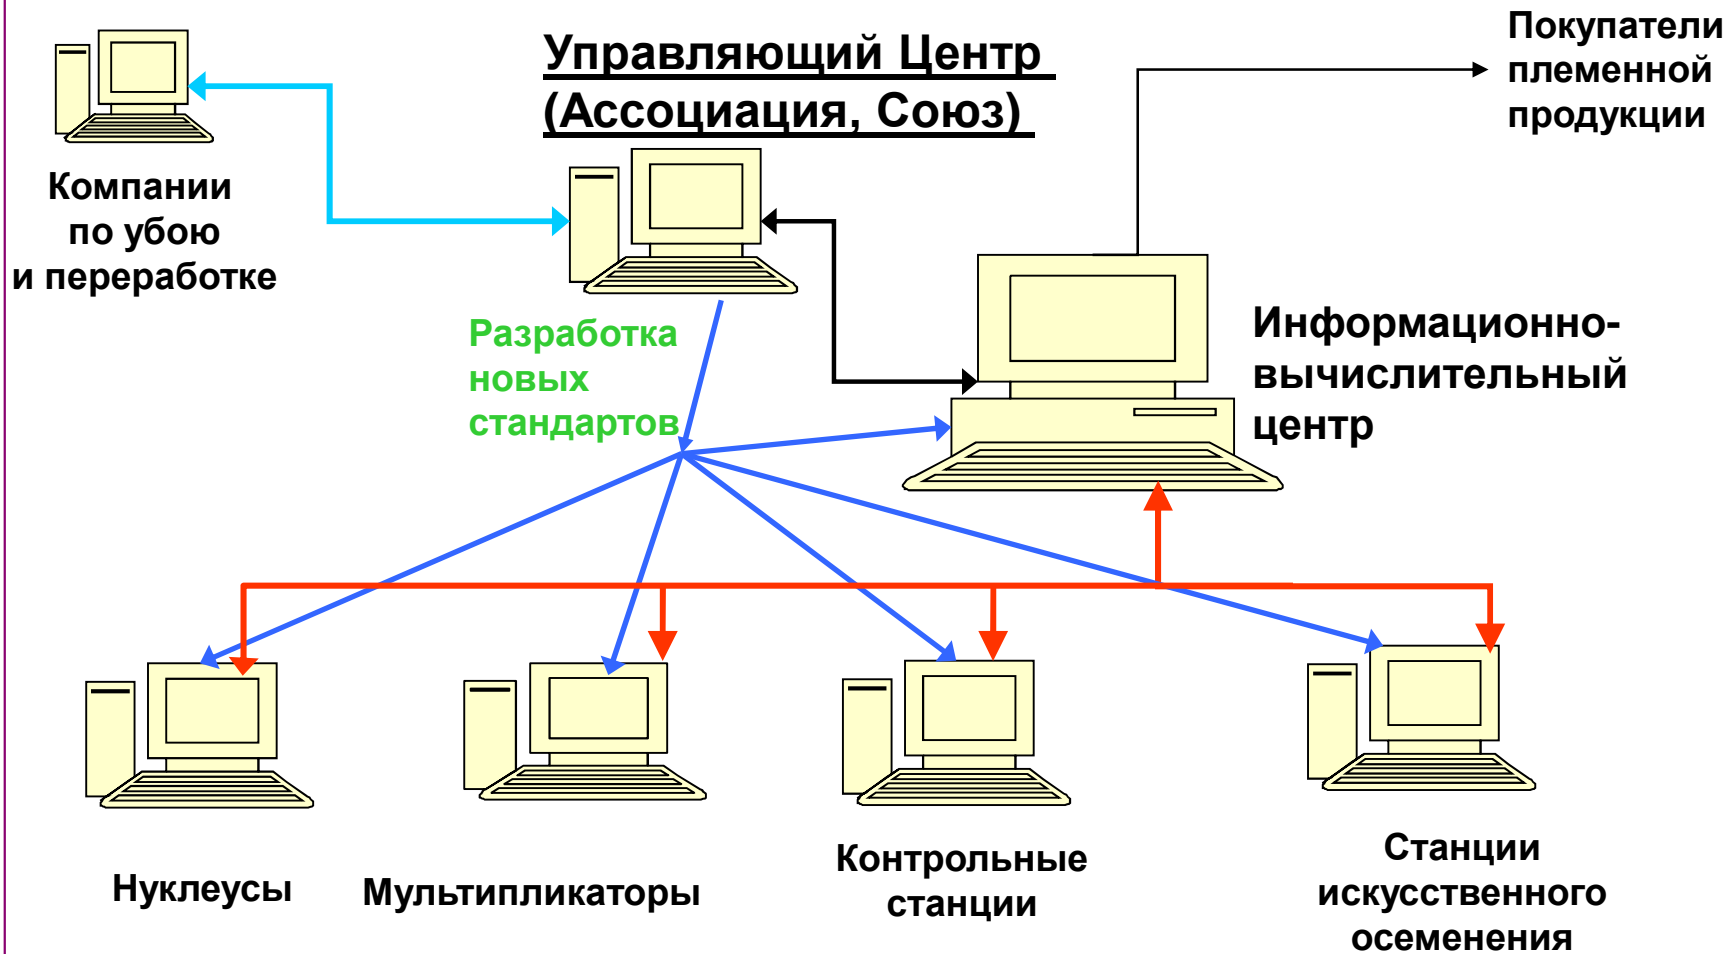 Управляющий Центр
(Ассоциация, Союз)
Покупатели
племенной
продукции
Компании
по убою
и переработке
Разработка
новых
стандартов
Информационно-
вычислительный
центр
Нуклеусы
Мультипликаторы
Контрольные
станции
Станции
искусственного
осеменения